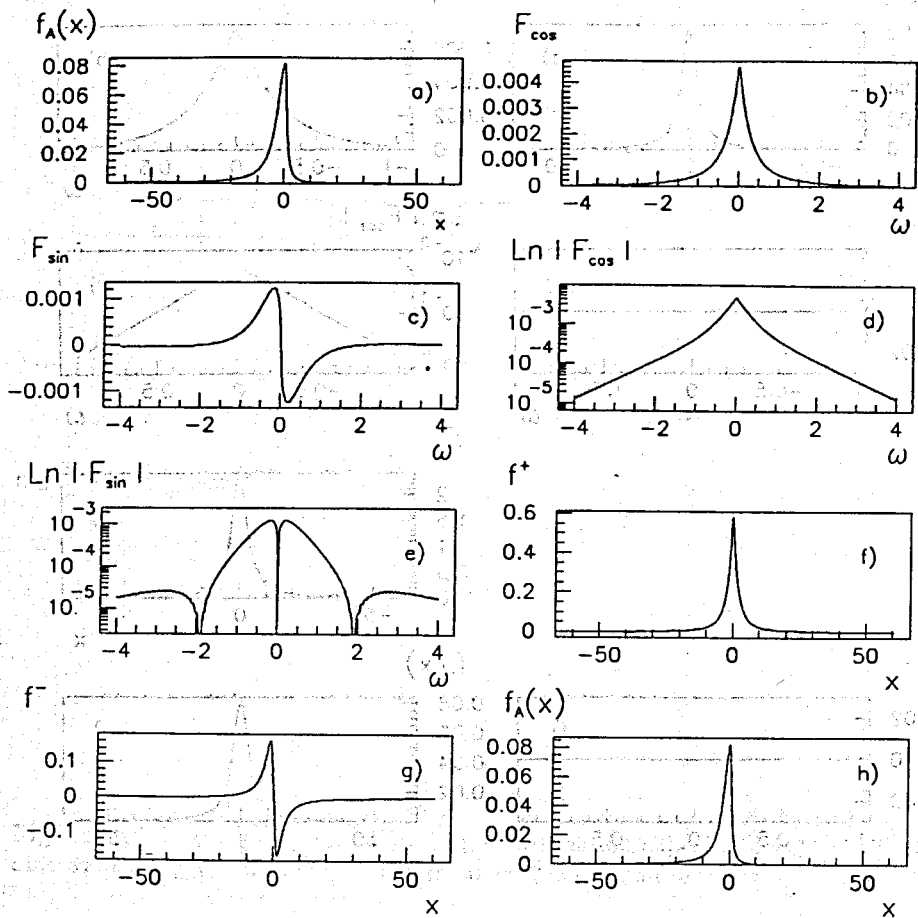 f_A(x)
0.08
0.06
0.04
0.02
0
a)
−50
0
50
x
F_cos
0.004
0.003
0.002
0.001
0
b)
−4
−2
0
2
4
ω
F_sin
0.001
0
−0.001
c)
−4
−2
0
2
4
ω
Ln | F_cos |
10^−3
10^−4
10^−5
d)
−4
−2
0
2
4
ω
Ln | F_sin |
10^−3
10^−4
10^−5
e)
−4
−2
0
2
4
ω
f^+
0.6
0.4
0.2
0
f)
−50
0
50
x
f^−
0.1
0
−0.1
g)
−50
0
50
x
f_A(x)
0.08
0.06
0.04
0.02
0
h)
−50
0
50
x